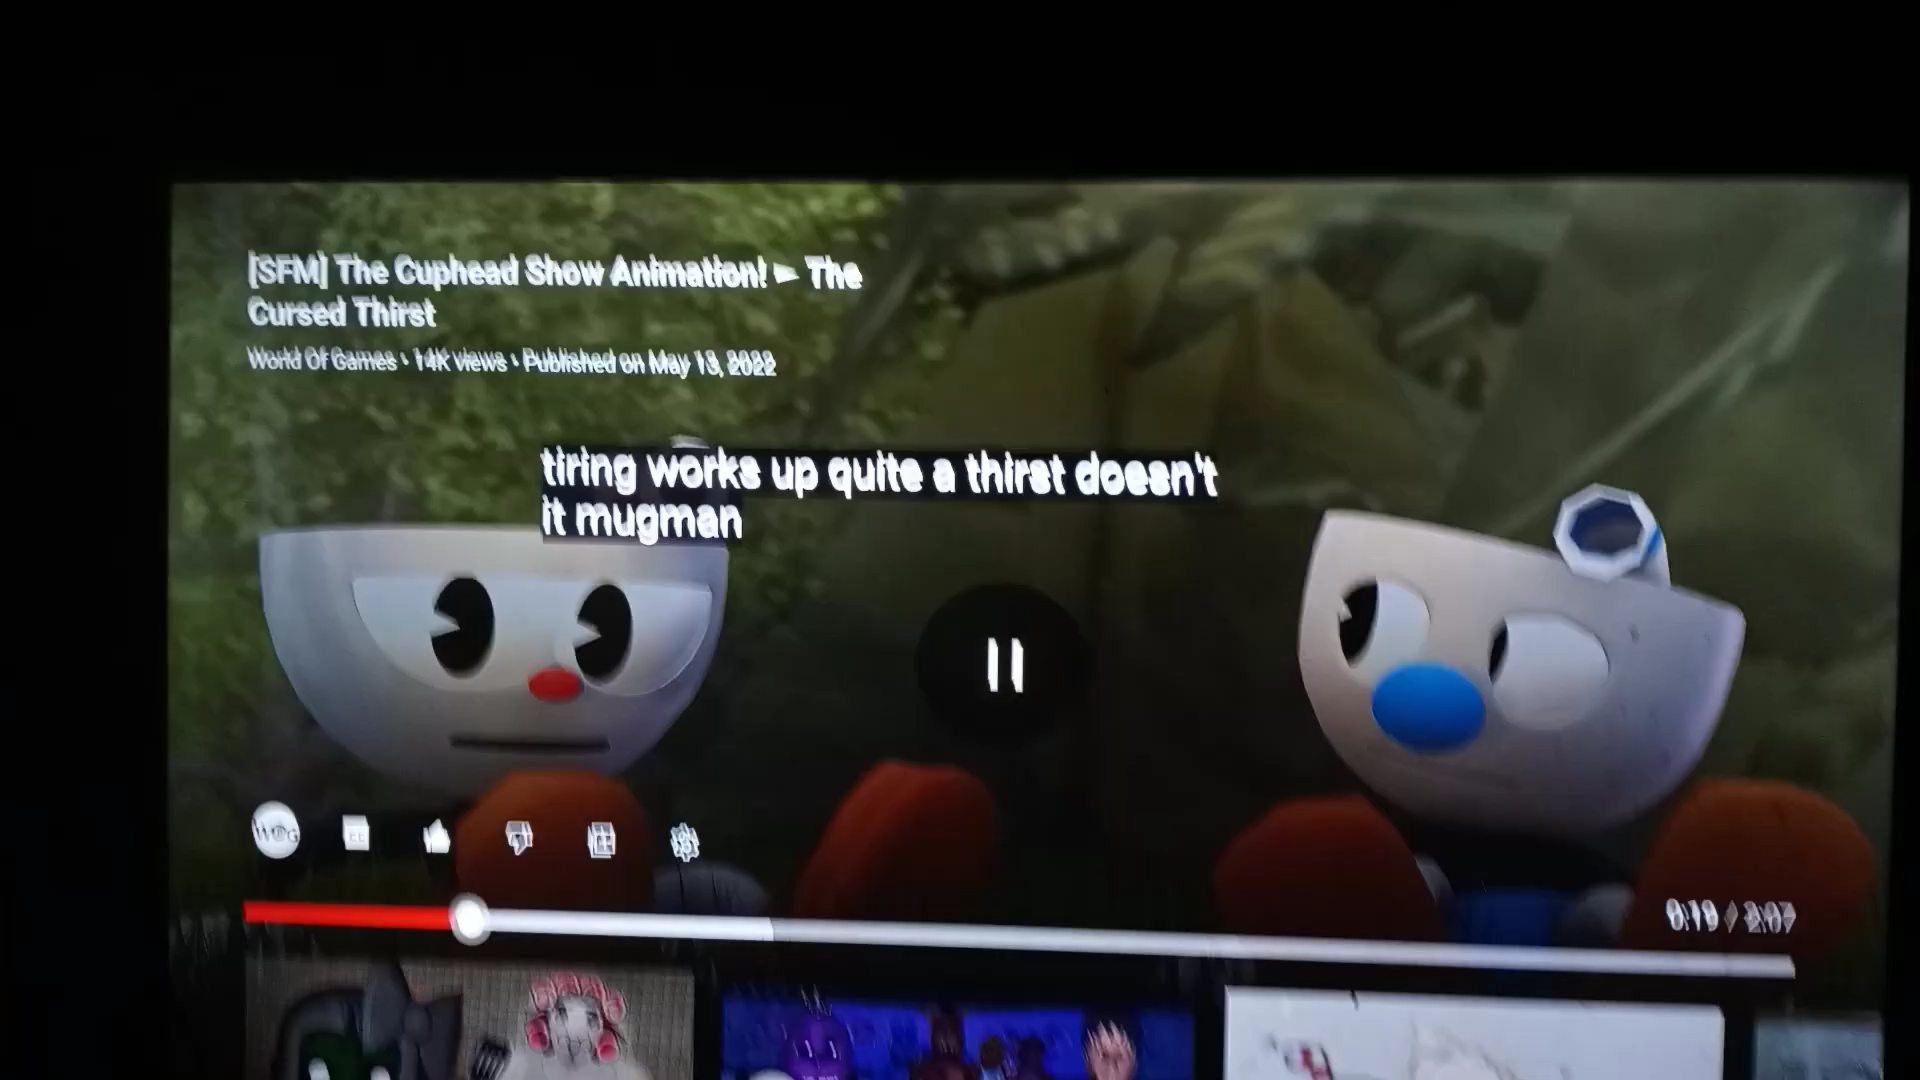 [SFM] The Cuphead Show Animation! ► The
Cursed Thirst
World Of Games • 14K views • Published on May 13, 2022
tiring works up quite a thirst doesn't
it mugman
WOG
0:19 / 2:07